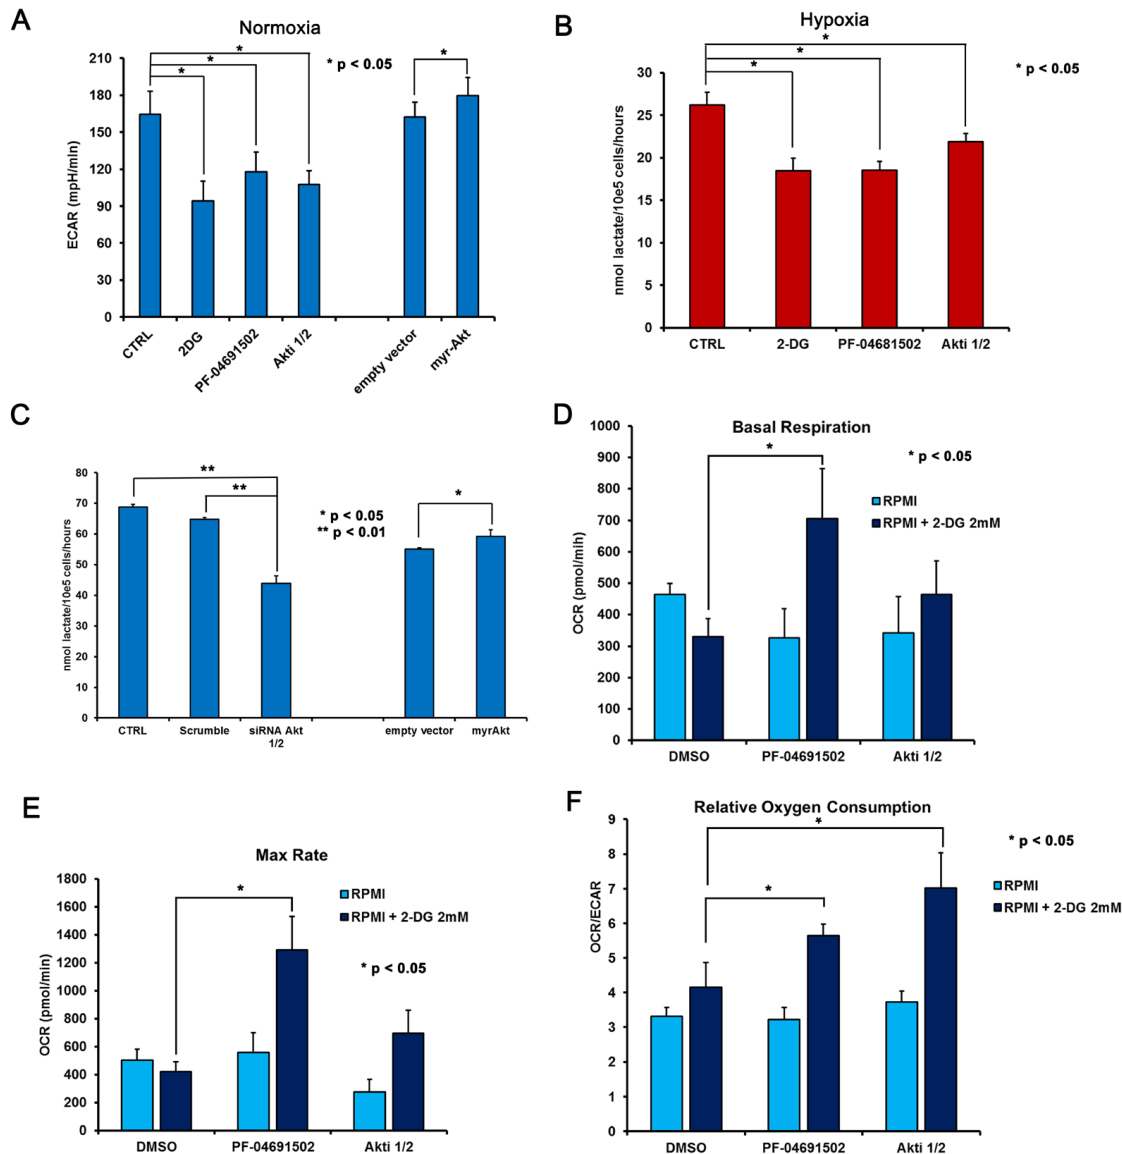 A
Normoxia
* p < 0.05
*
*
*
*
ECAR (mpH/min)
210
180
150
120
90
60
30
0
CTRL
2DG
PF-04691502
Akti 1/2
empty vector
myr-Akt
B
Hypoxia
* p < 0.05
*
*
*
nmol lactate/10e5 cells/hours
30
25
20
15
10
5
0
CTRL
2-DG
PF-04681502
Akti 1/2
C
**
**
*
* p < 0.05
** p < 0.01
nmol lactate/10e5 cells/hours
80
70
60
50
40
30
20
10
0
CTRL
Scrumble
siRNA Akt
1/2
empty vector
myrAkt
D
Basal Respiration
*
* p < 0.05
RPMI
RPMI + 2-DG 2mM
OCR (pmol/mih)
1000
900
800
700
600
500
400
300
200
100
0
DMSO
PF-04691502
Akti 1/2
E
Max Rate
*
RPMI
RPMI + 2-DG 2mM
* p < 0.05
OCR (pmol/min)
1800
1600
1400
1200
1000
800
600
400
200
0
DMSO
PF-04691502
Akti 1/2
F
Relative Oxygen Consumption
*
*
* p < 0.05
RPMI
RPMI + 2-DG 2mM
OCR/ECAR
9
8
7
6
5
4
3
2
1
0
DMSO
PF-04691502
Akti 1/2